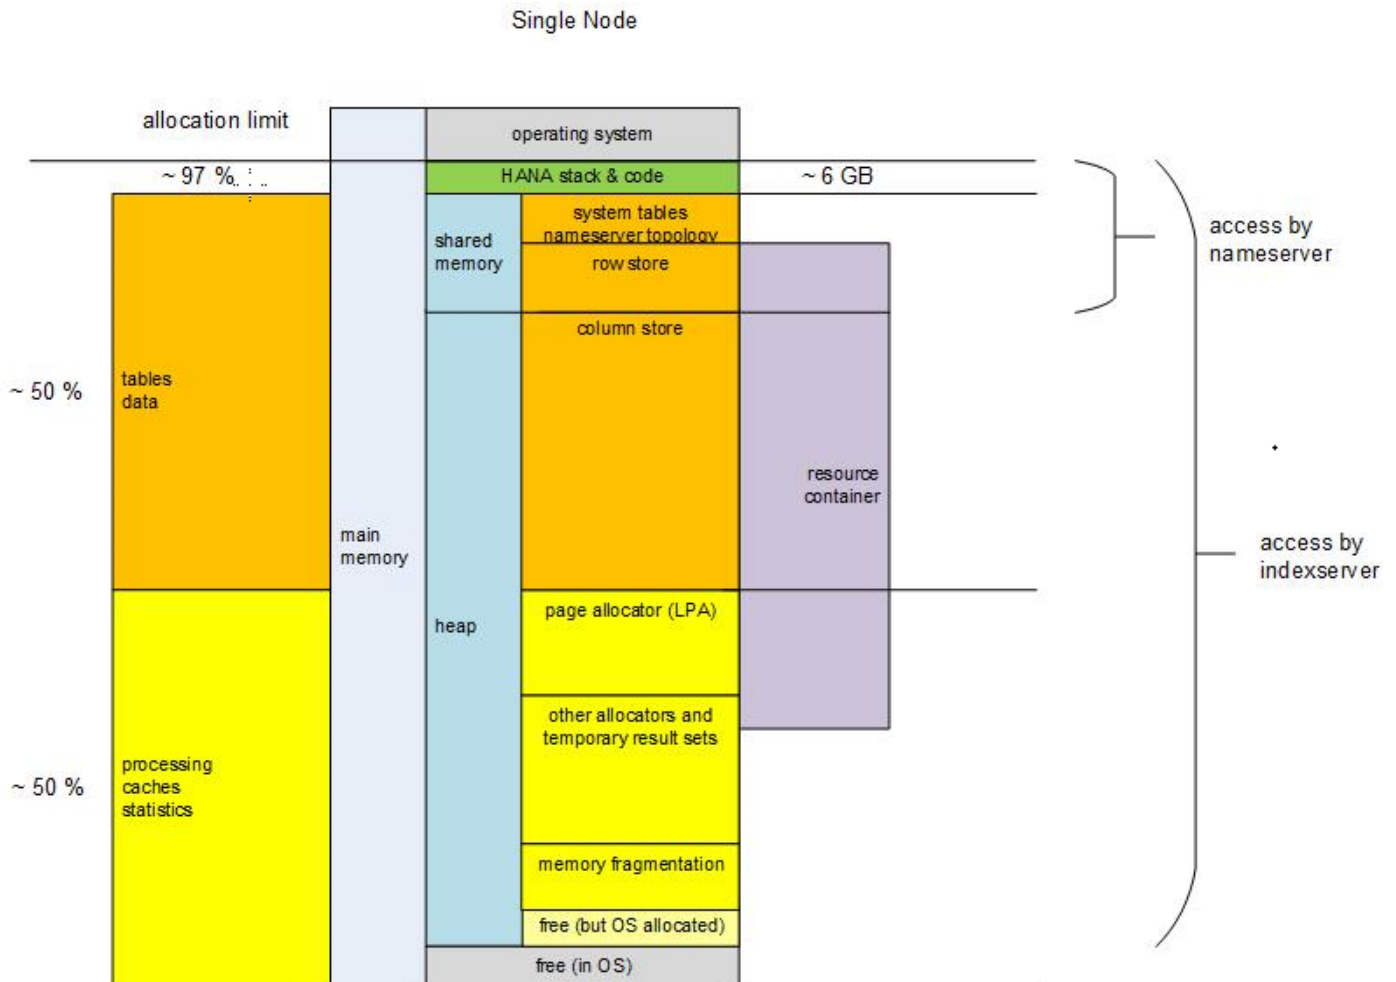 Single Node
allocation limit
operating system
~ 97 %
HANA stack & code
~ 6 GB
system tables
nameserver topology
shared
memory
row store
access by
nameserver
column store
~ 50 %
tables
data
resource
container
main
memory
access by
indexserver
page allocator (LPA)
heap
other allocators and
temporary result sets
~ 50 %
processing
caches
statistics
memory fragmentation
free (but OS allocated)
free (in OS)